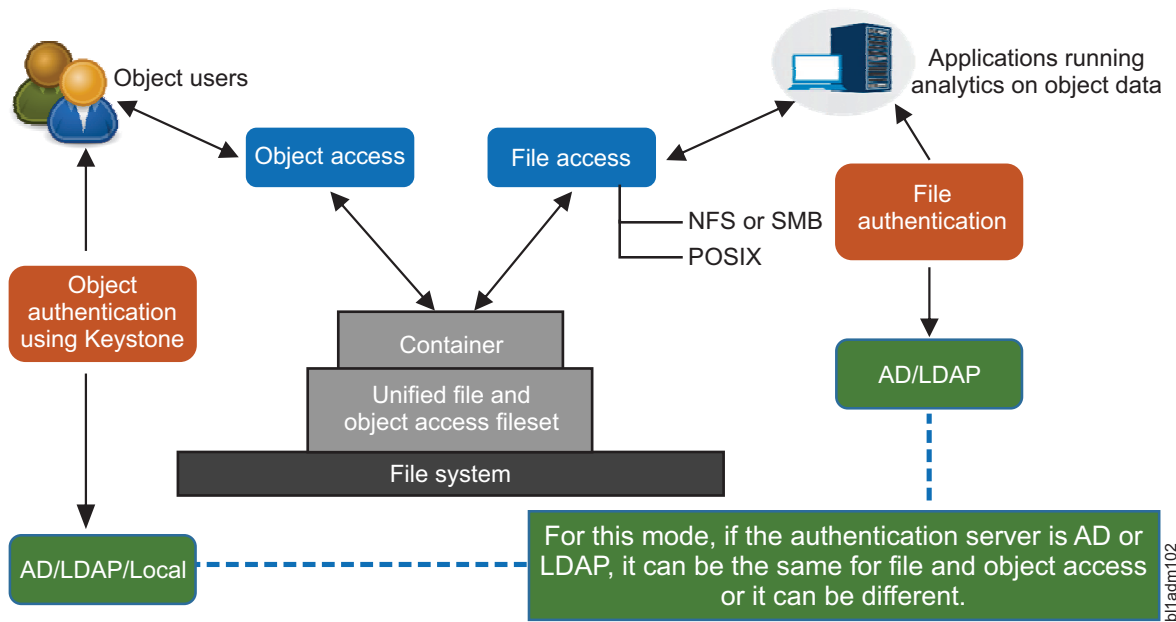 Object users
Applications running
analytics on object data
Object access
File access
File
authentication
NFS or SMB
POSIX
Object
authentication
using Keystone
Container
AD/LDAP
Unified file and
object access fileset
File system
For this mode, if the authentication server is AD or
LDAP, it can be the same for file and object access
or it can be different.
AD/LDAP/Local
bl1adm102